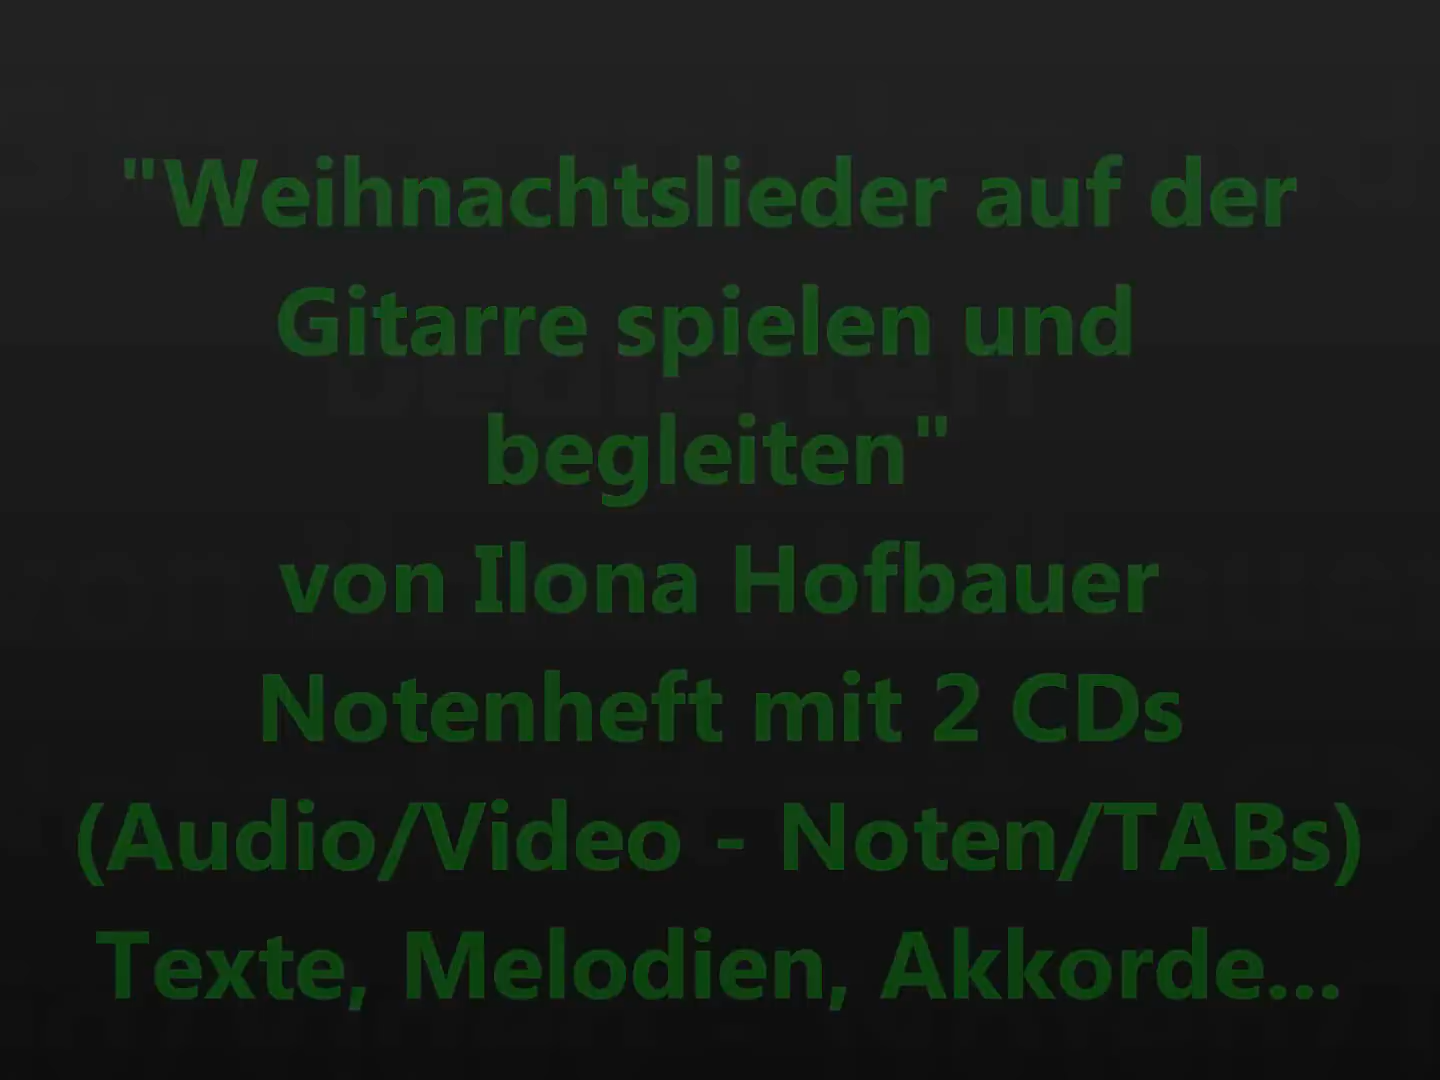 "Weihnachtslieder auf der
Gitarre spielen und
begleiten"
von Ilona Hofbauer
Notenheft mit 2 CDs
(Audio/Video - Noten/TABs)
Texte, Melodien, Akkorde...